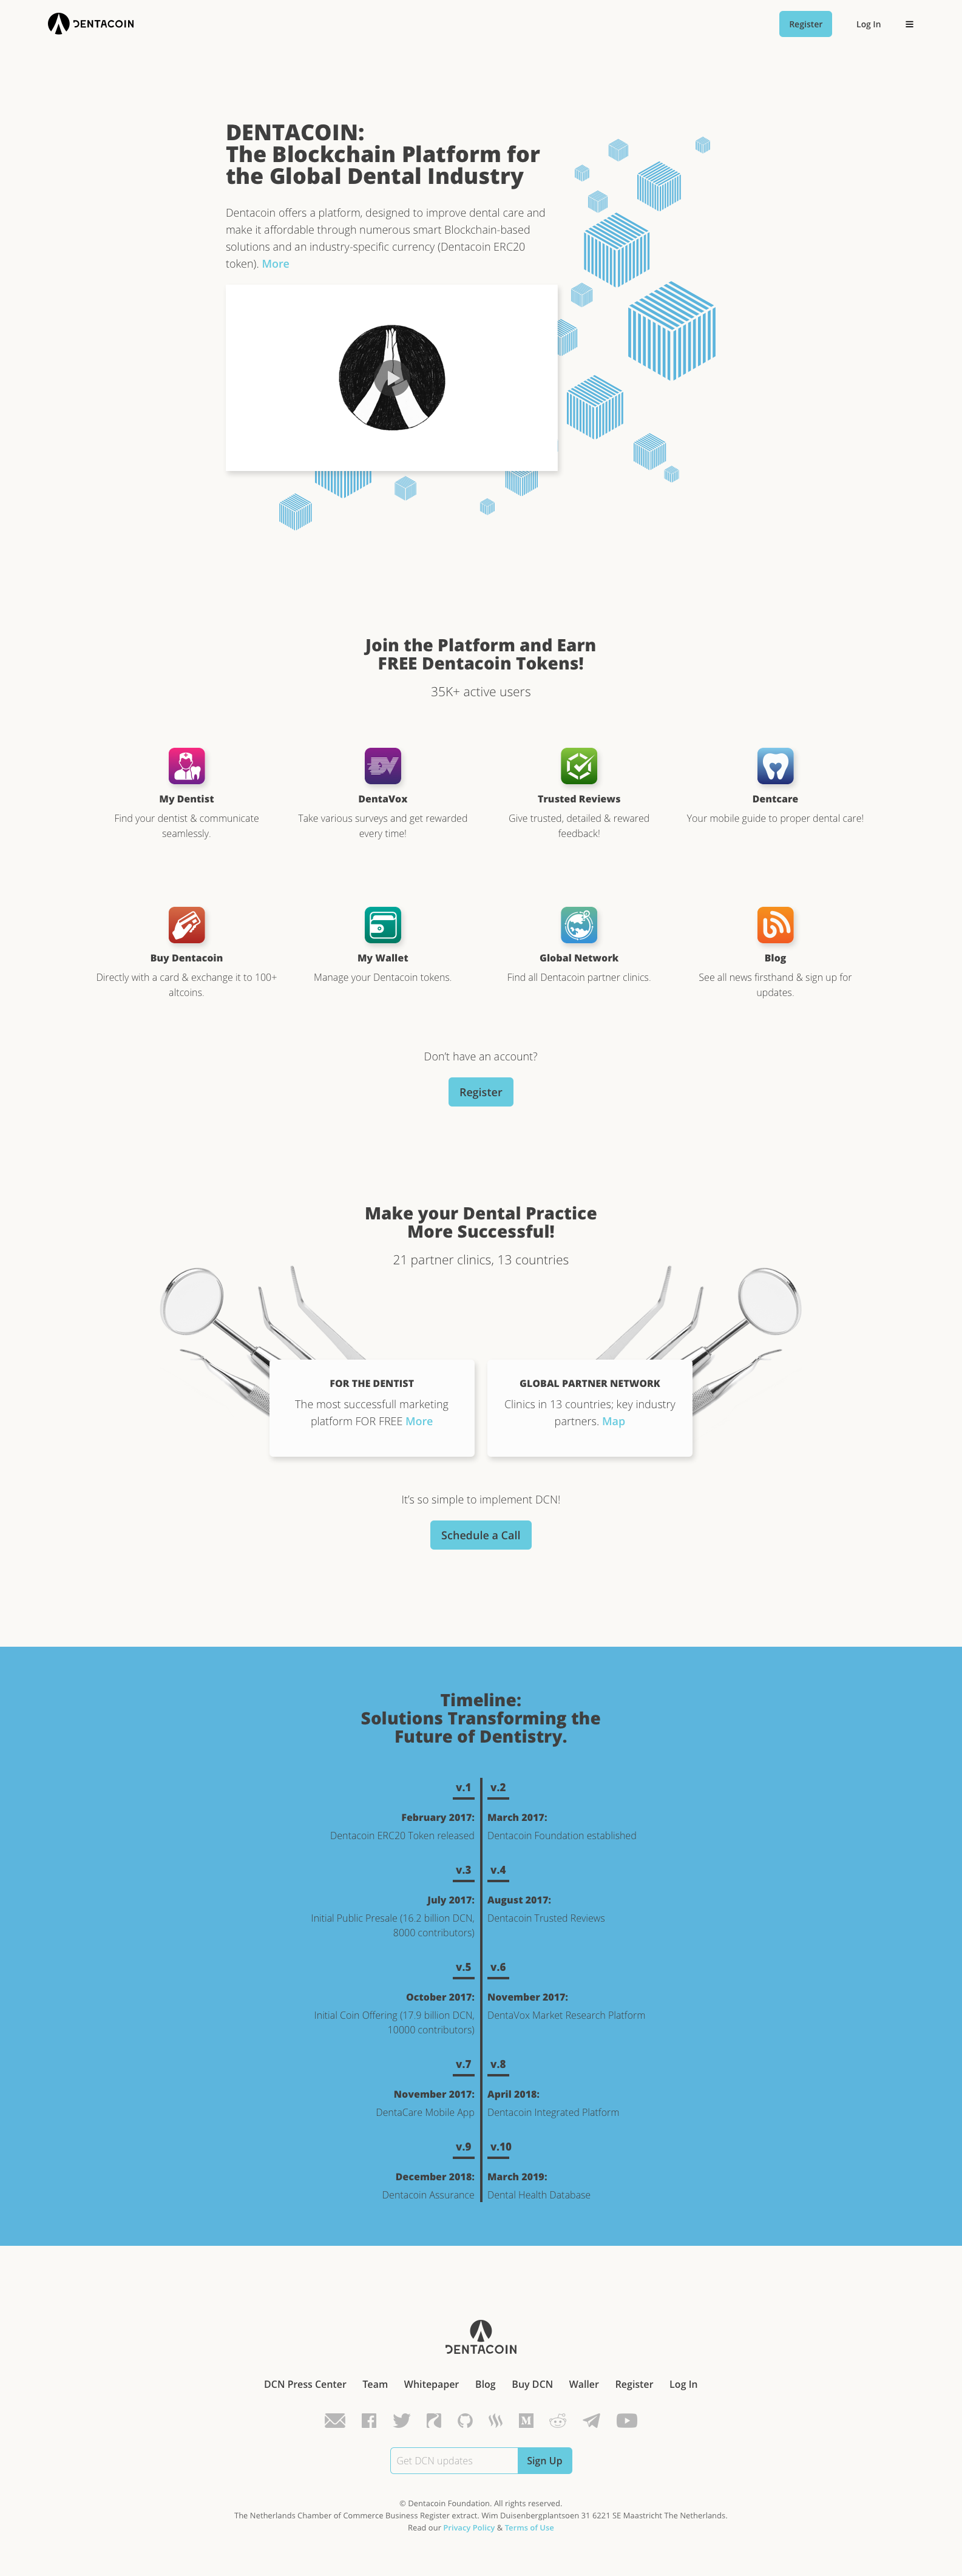 DENTACOIN
Register
Log In
DENTACOIN:
The Blockchain Platform for
the Global Dental Industry
Dentacoin offers a platform, designed to improve dental care and
make it affordable through numerous smart Blockchain-based
solutions and an industry-specific currency (Dentacoin ERC20
token). More
Join the Platform and Earn
FREE Dentacoin Tokens!
35K+ active users
My Dentist
Find your dentist & communicate
seamlessly.
DV
DentaVox
Take various surveys and get rewarded
every time!
Trusted Reviews
Give trusted, detailed & rewared
feedback!
Dentcare
Your mobile guide to proper dental care!
Buy Dentacoin
Directly with a card & exchange it to 100+
altcoins.
My Wallet
Manage your Dentacoin tokens.
Global Network
Find all Dentacoin partner clinics.
Blog
See all news firsthand & sign up for
updates.
Don't have an account?
Register
Make your Dental Practice
More Successful!
21 partner clinics, 13 countries
FOR THE DENTIST
The most successfull marketing
platform FOR FREE More
GLOBAL PARTNER NETWORK
Clinics in 13 countries; key industry
partners. Map
It's so simple to implement DCN!
Schedule a Call
Timeline:
Solutions Transforming the
Future of Dentistry.
v.1
February 2017:
Dentacoin ERC20 Token released
v.2
March 2017:
Dentacoin Foundation established
v.3
July 2017:
Initial Public Presale (16.2 billion DCN,
8000 contributors)
v.4
August 2017:
Dentacoin Trusted Reviews
v.5
October 2017:
Initial Coin Offering (17.9 billion DCN,
10000 contributors)
v.6
November 2017:
DentaVox Market Research Platform
v.7
November 2017:
DentaCare Mobile App
v.8
April 2018:
Dentacoin Integrated Platform
v.9
December 2018:
Dentacoin Assurance
v.10
March 2019:
Dental Health Database
DENTACOIN
DCN Press Center Team Whitepaper Blog Buy DCN Waller Register Log In
Get DCN updates
Sign Up
© Dentacoin Foundation. All rights reserved.
The Netherlands Chamber of Commerce Business Register extract. Wim Duisenbergplantsoen 31 6221 SE Maastricht The Netherlands.
Read our Privacy Policy & Terms of Use